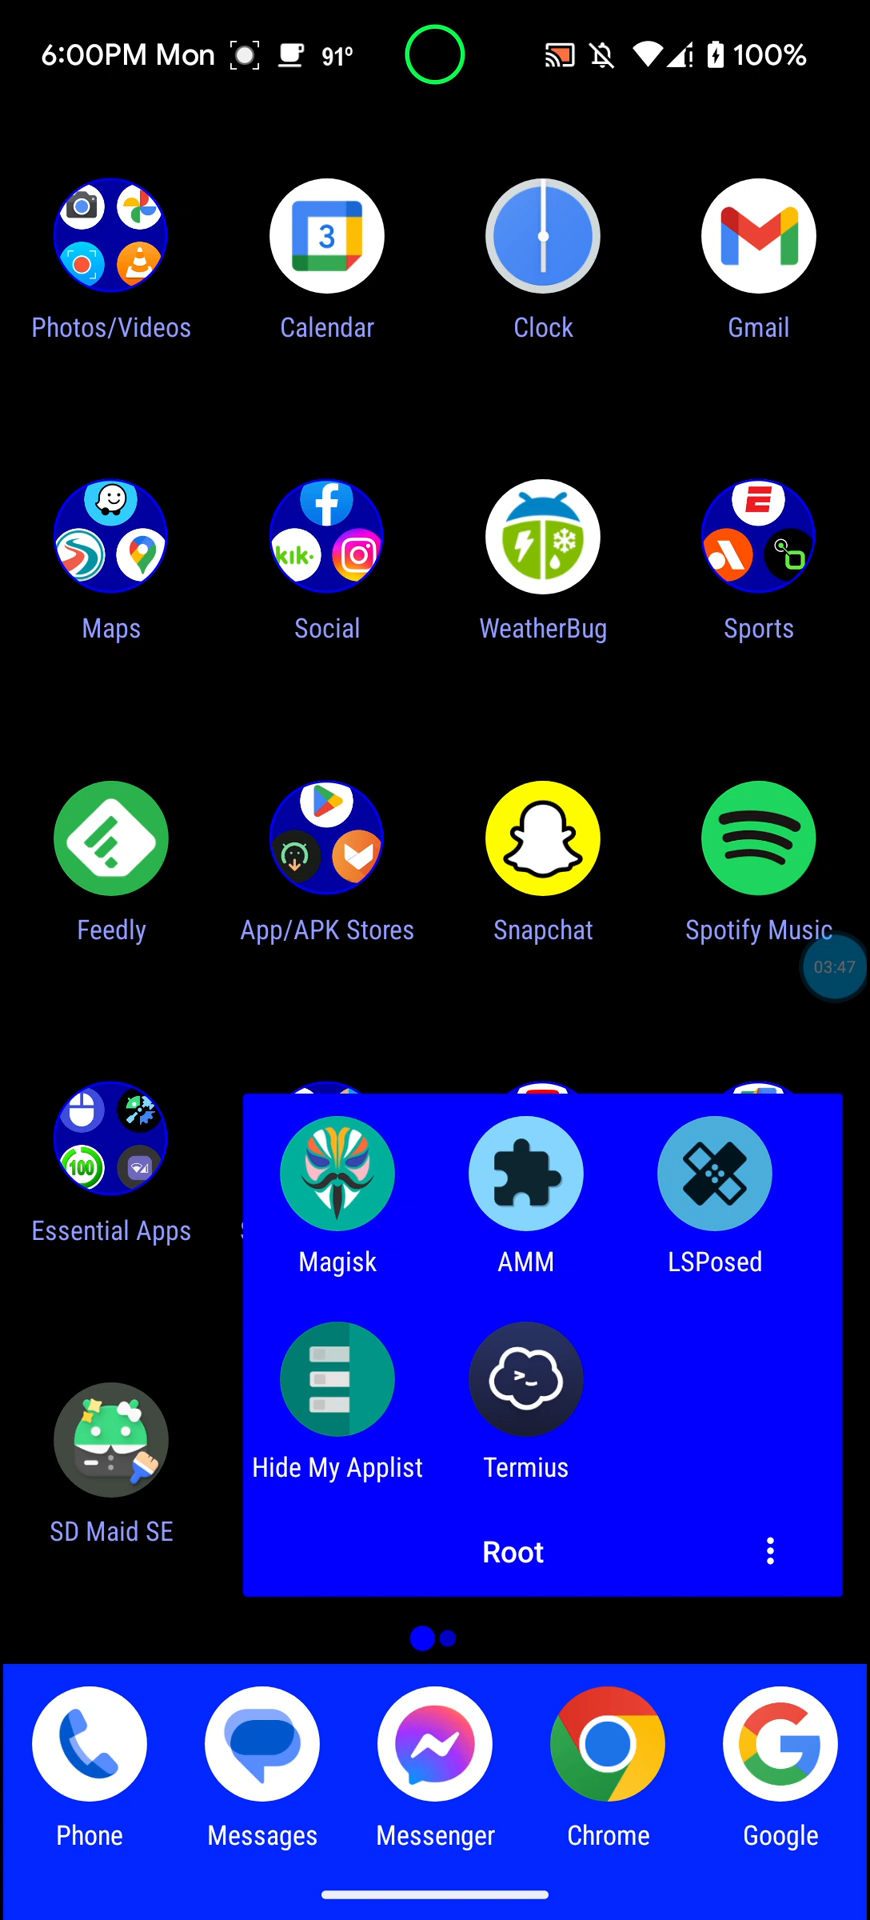 6:00PM Mon 91° 100%
3
Photos/Videos Calendar Clock Gmail
kik.
Maps Social WeatherBug Sports
Feedly App/APK Stores Snapchat Spotify Music
03:47
100
Essential Apps
Magisk AMM LSPosed
Hide My Applist Termius
SD Maid SE
Root
Phone Messages Messenger Chrome Google